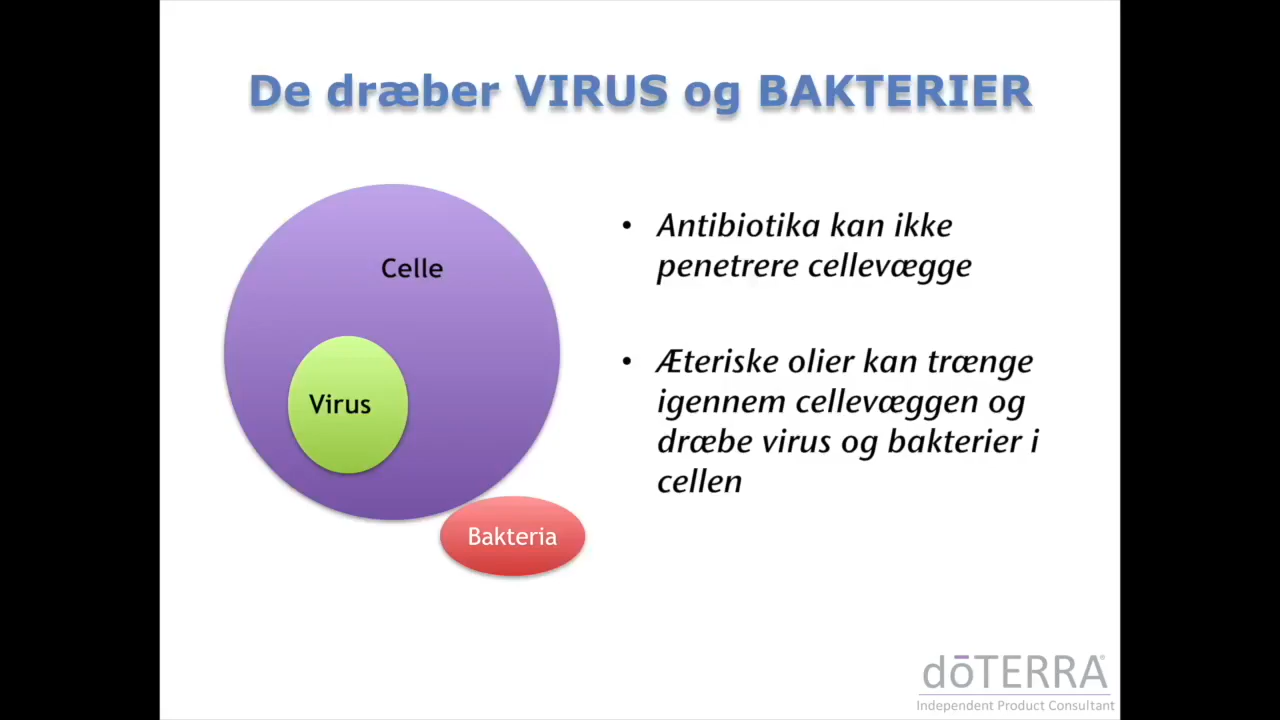 De dræber VIRUS og BAKTERIER
Celle
Virus
Bakteria
• Antibiotika kan ikke
penetrere cellevægge
• Æteriske olier kan trænge
igennem cellevæggen og
dræbe virus og bakterier i
cellen
dōTERRA®
Independent Product Consultant